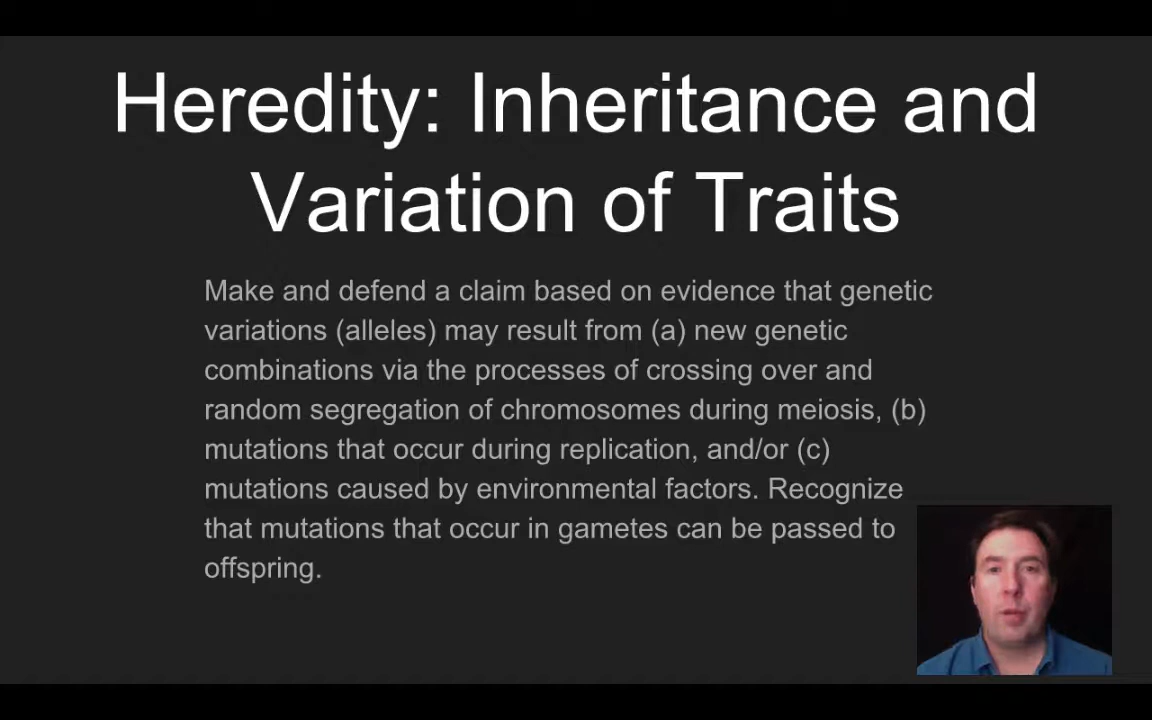 Heredity: Inheritance and
Variation of Traits
Make and defend a claim based on evidence that genetic
variations (alleles) may result from (a) new genetic
combinations via the processes of crossing over and
random segregation of chromosomes during meiosis, (b)
mutations that occur during replication, and/or (c)
mutations caused by environmental factors. Recognize
that mutations that occur in gametes can be passed to
offspring.